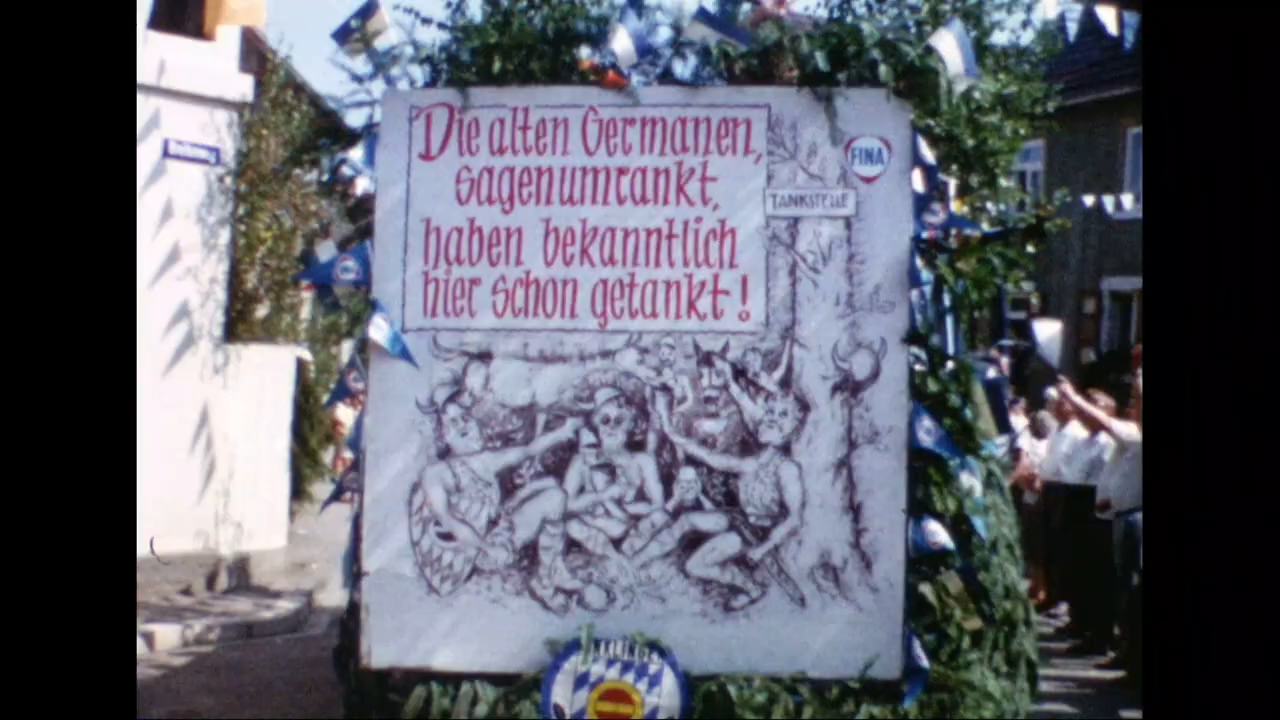 Die alten Germanen,
sagenumrankt,
haben bekanntlich
hier schon getankt!
FINA
TANKSTELLE